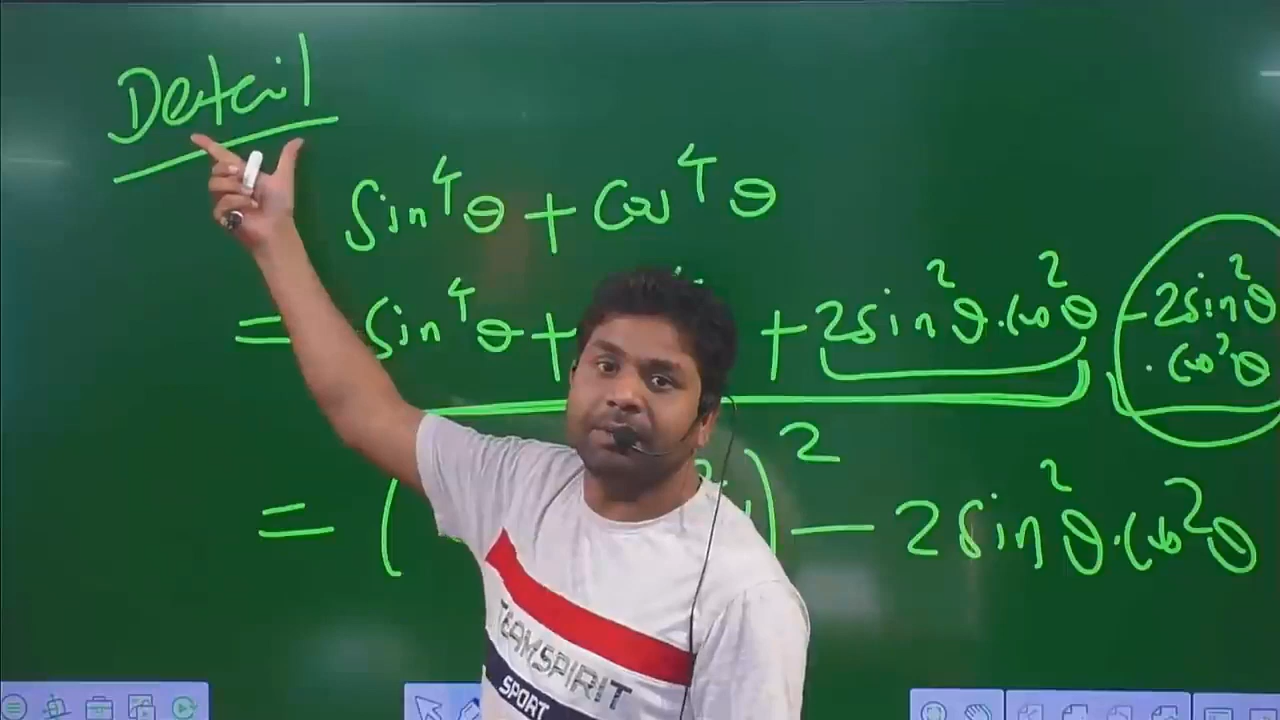 Detail
sin⁴θ + cos⁴θ
= sin⁴θ + + 2sin²θ.cos²θ -2sin²θ
.cos²θ
= ( )² - 2sin²θ.cos²θ
TEAMSPIRIT
SPORT